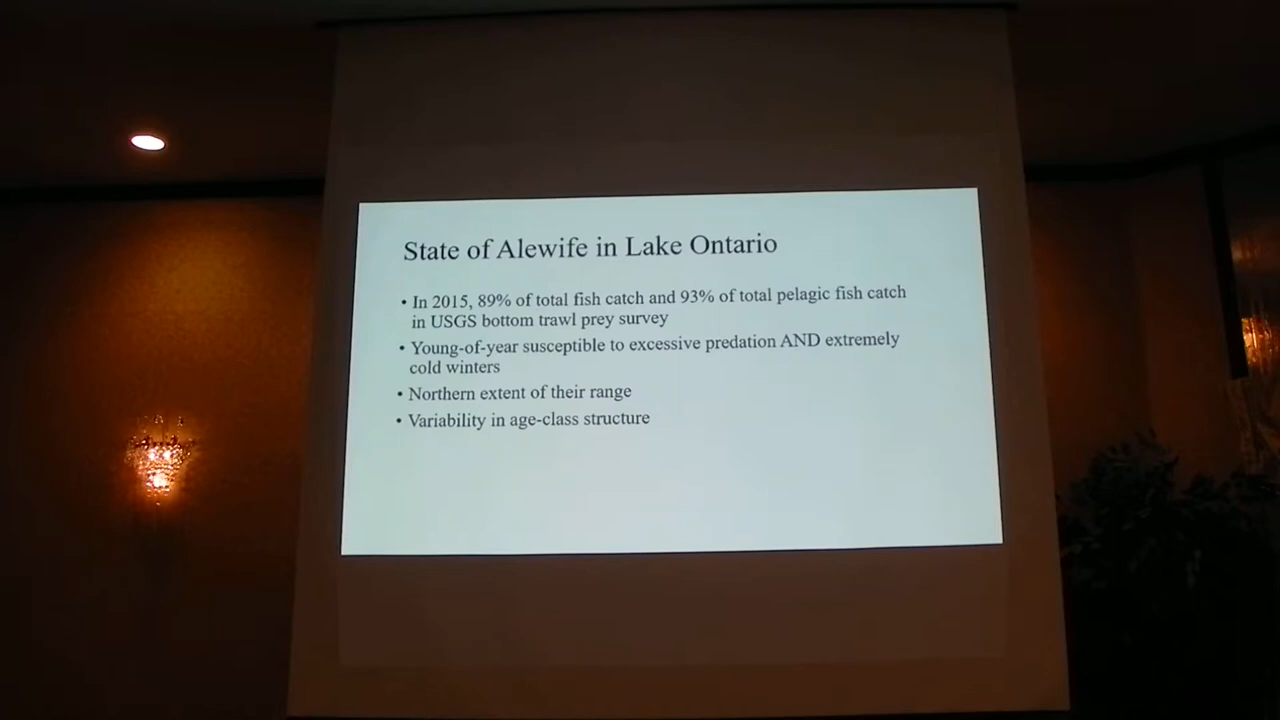 State of Alewife in Lake Ontario
• In 2015, 89% of total fish catch and 93% of total pelagic fish catch
in USGS bottom trawl prey survey
• Young-of-year susceptible to excessive predation AND extremely
cold winters
• Northern extent of their range
• Variability in age-class structure